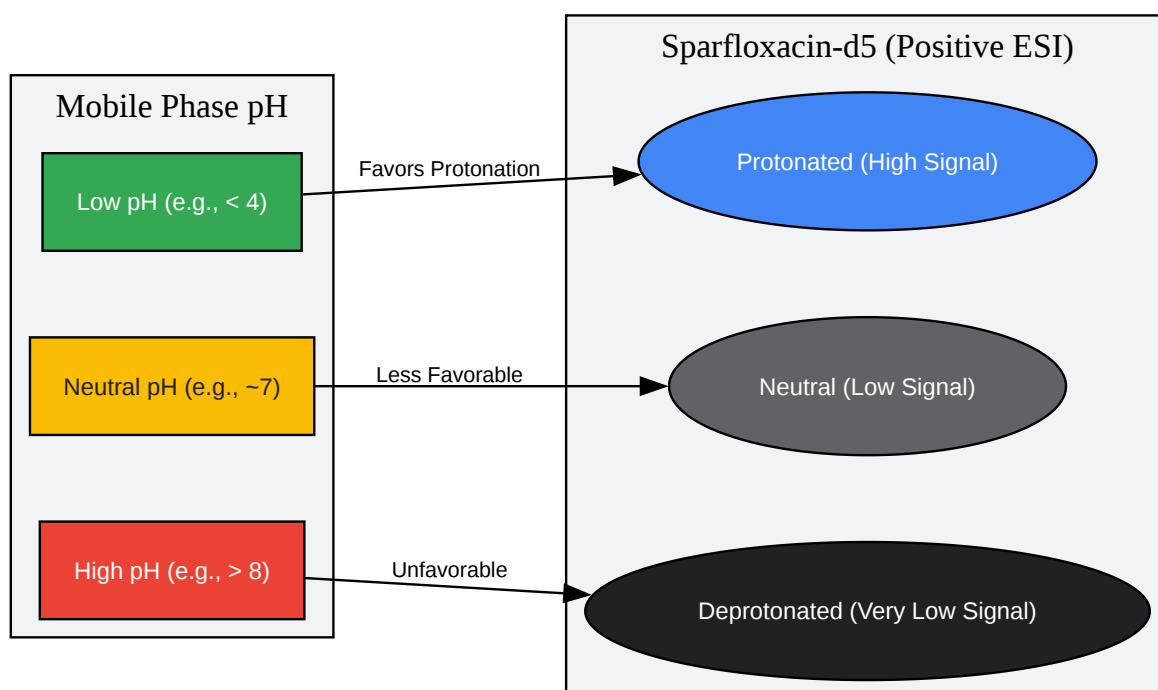 Sparfloxacin-d5 (Positive ESI)
Mobile Phase pH
Low pH (e.g., < 4)
Favors Protonation
Protonated (High Signal)
Neutral pH (e.g., ~7)
Less Favorable
Neutral (Low Signal)
High pH (e.g., > 8)
Unfavorable
Deprotonated (Very Low Signal)